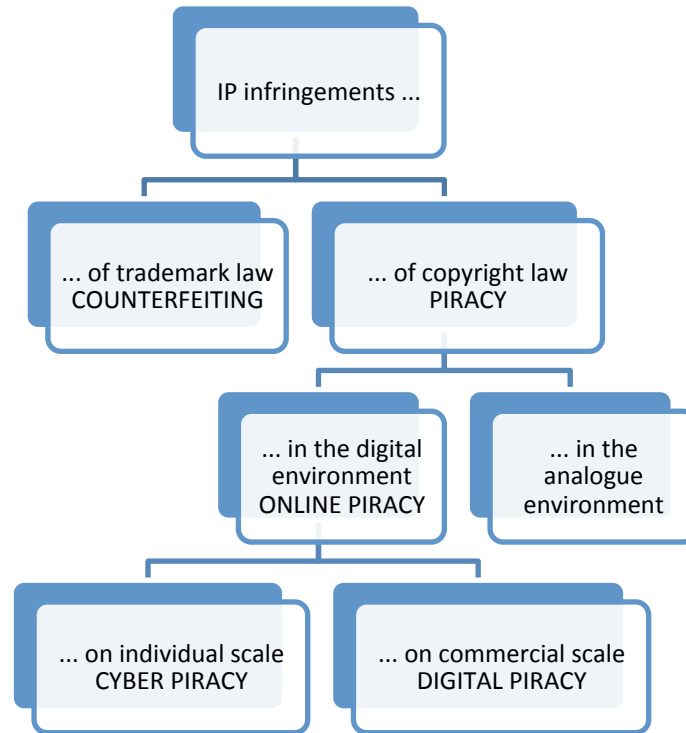 IP infringements ...
... of trademark law
COUNTERFEITING
... of copyright law
PIRACY
... in the digital
environment
ONLINE PIRACY
... in the
analogue
environment
... on individual scale
CYBER PIRACY
... on commercial scale
DIGITAL PIRACY